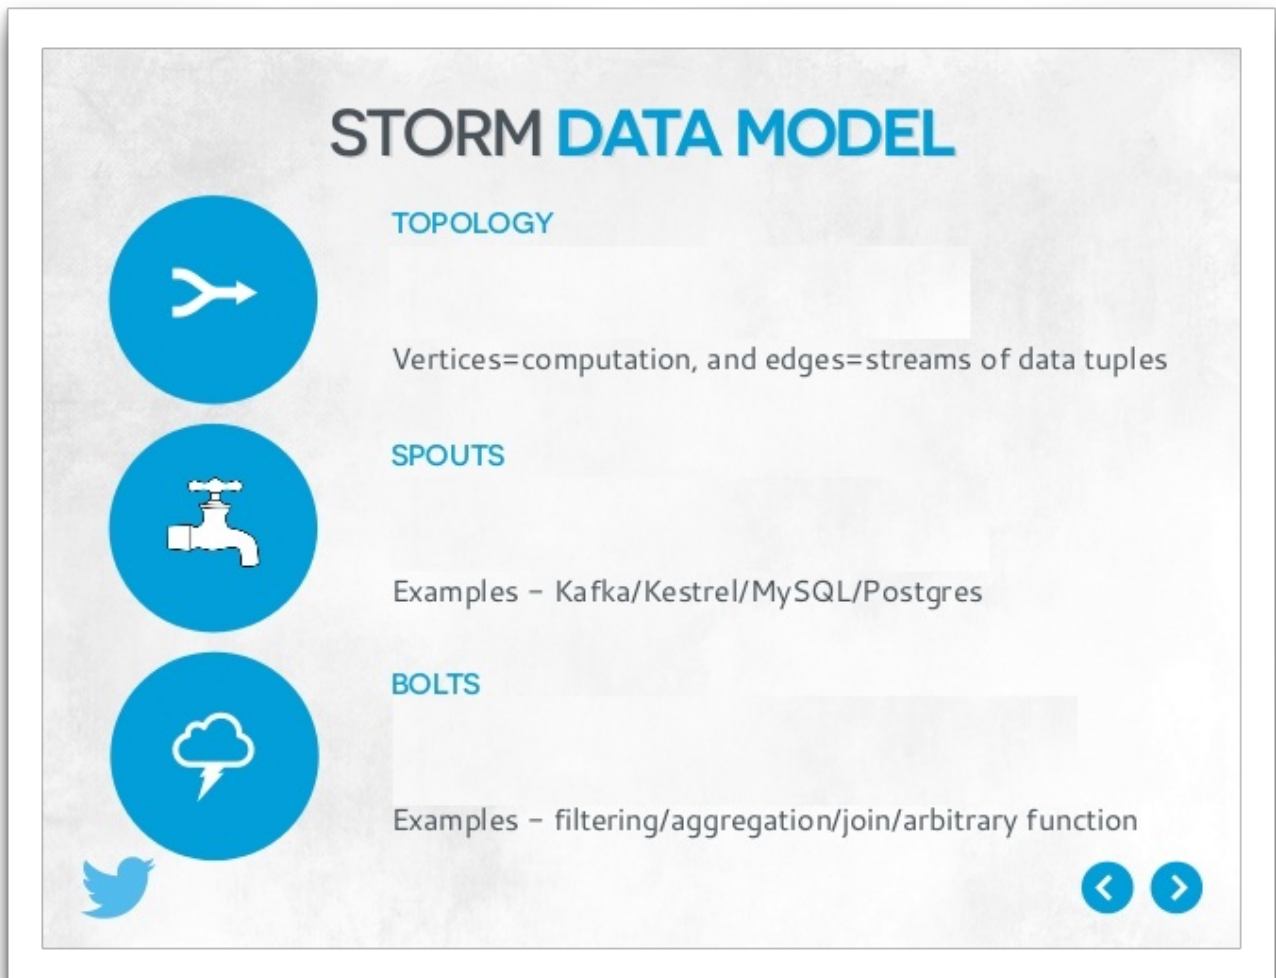 STORM DATA MODEL
TOPOLOGY
Vertices=computation, and edges=streams of data tuples
SPOUTS
Examples - Kafka/Kestrel/MySQL/Postgres
BOLTS
Examples - filtering/aggregation/join/arbitrary function